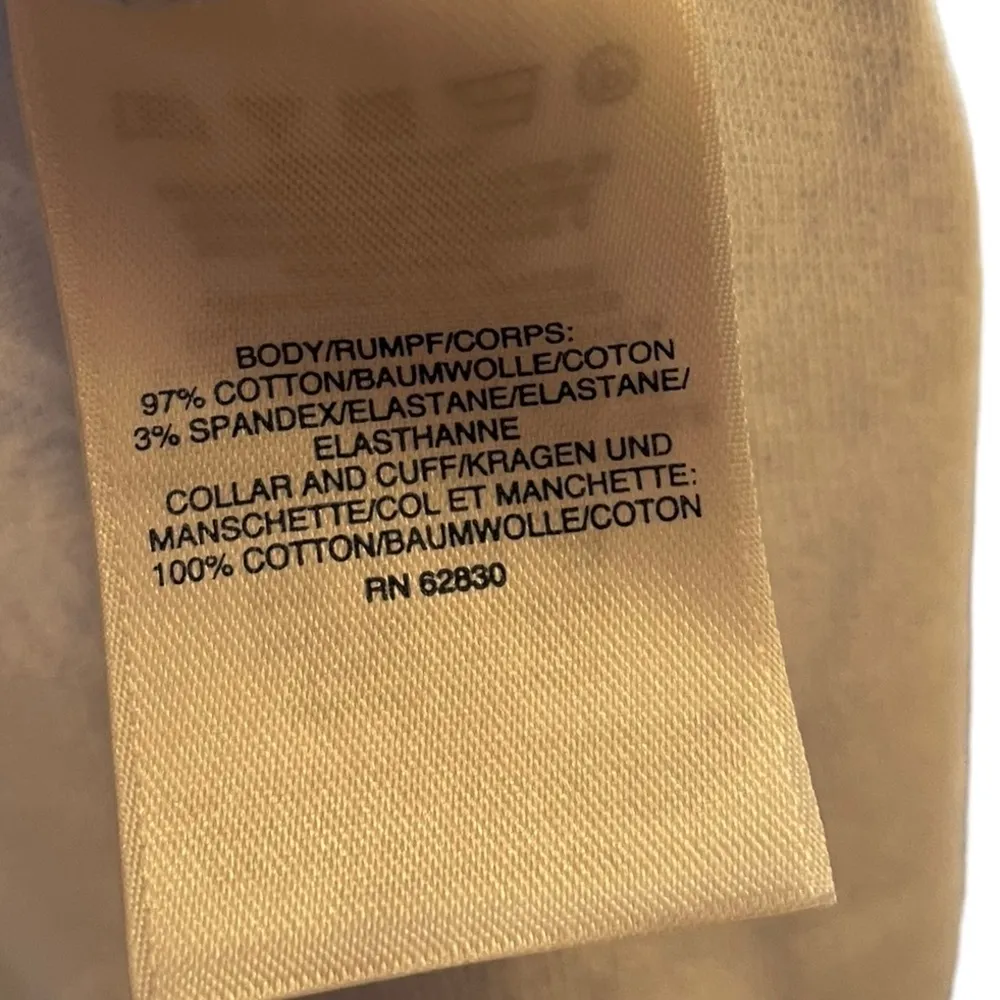 BODY/RUMPF/CORPS:
97% COTTON/BAUMWOLLE/COTON
3% SPANDEX/ELASTANE/ELASTANE/
ELASTHANNE
COLLAR AND CUFF/KRAGEN UND
MANSCHETTE/COL ET MANCHETTE:
100% COTTON/BAUMWOLLE/COTON
RN 62830